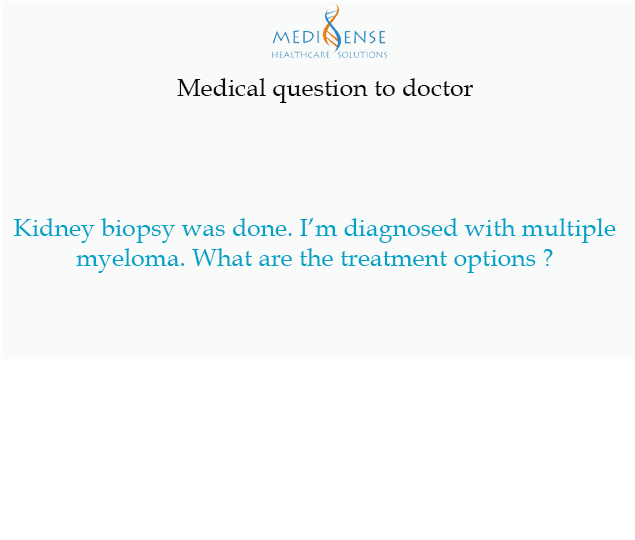 MEDISENSE
HEALTHCARE SOLUTIONS
Medical question to doctor
Kidney biopsy was done. I’m diagnosed with multiple
myeloma. What are the treatment options ?